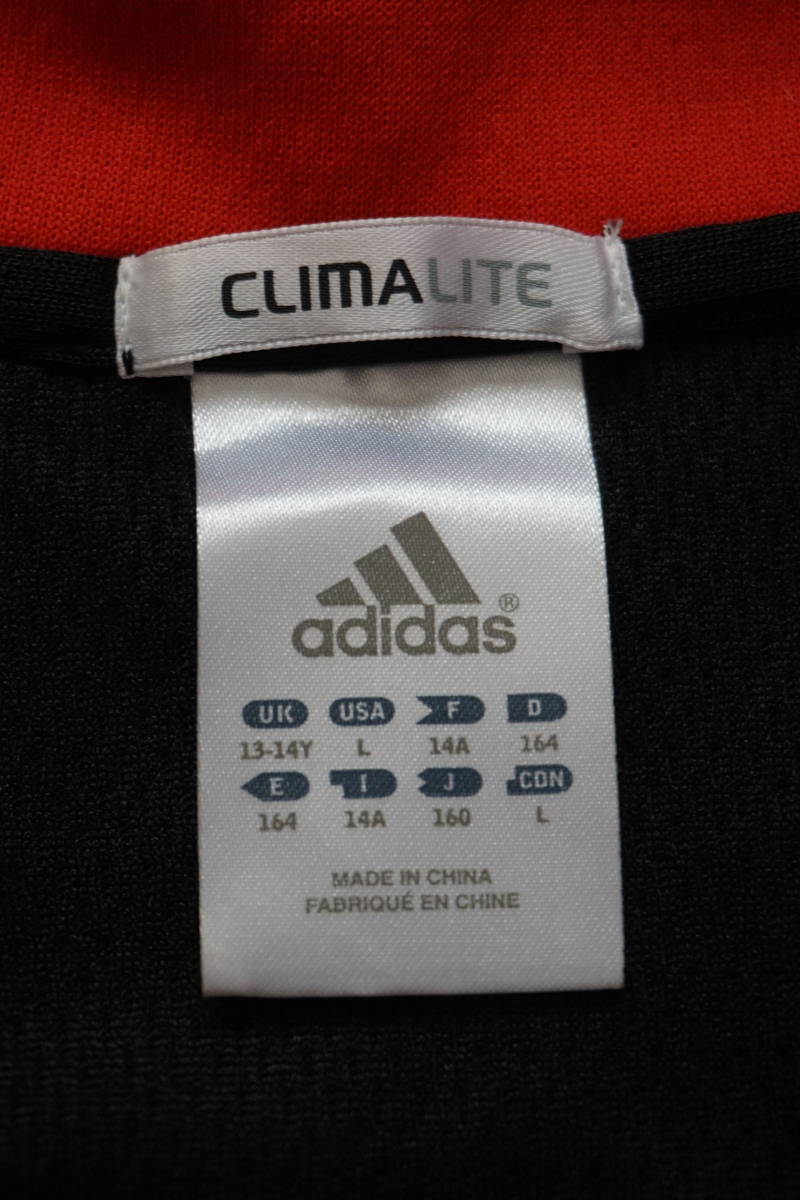 CLIMALITE
adidas®
UK USA F D
13-14Y L 14A 164
E I J CDN
164 14A 160 L
MADE IN CHINA
FABRIQUÉ EN CHINE